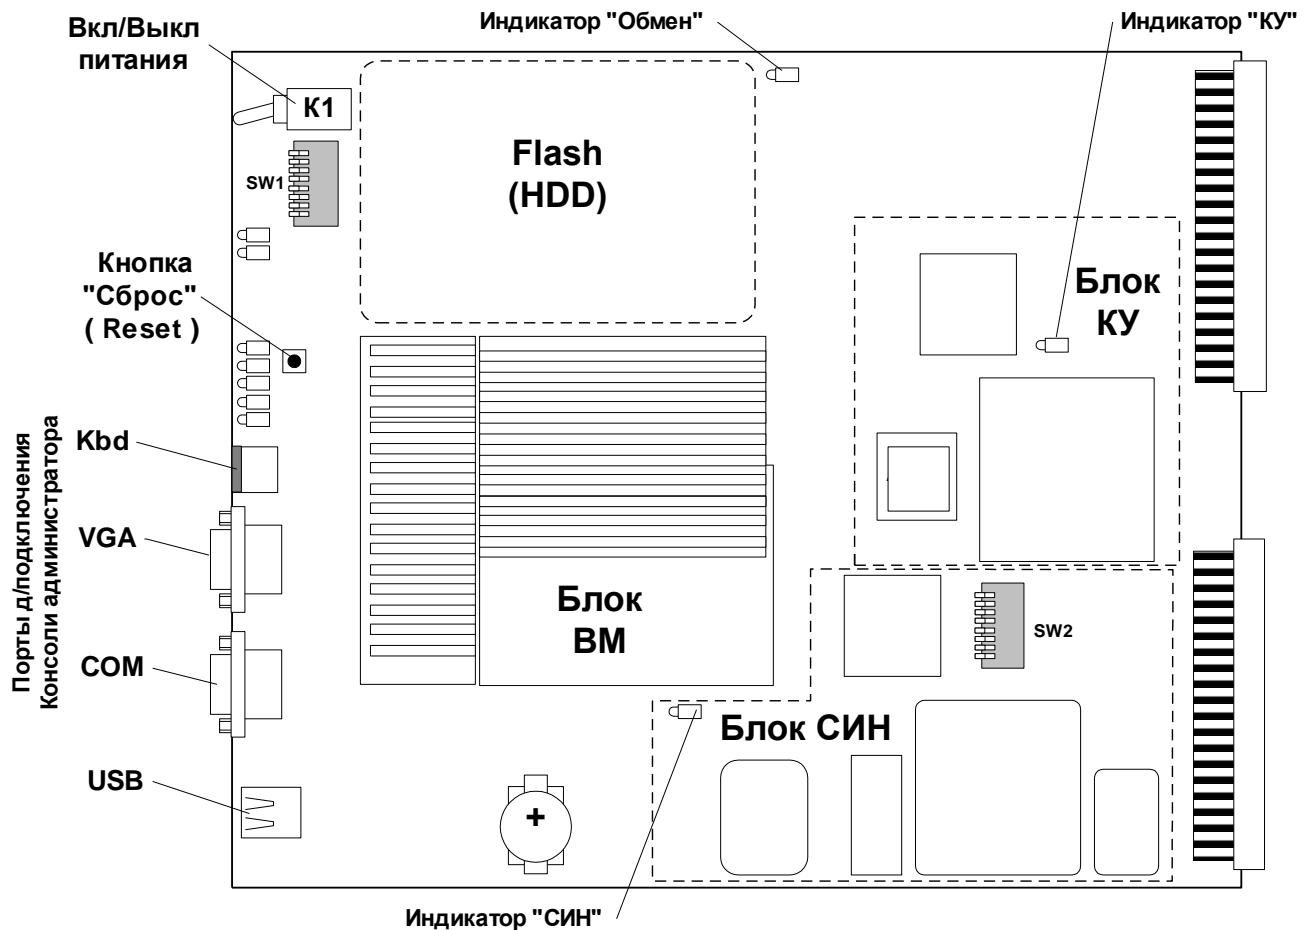 Вкл/Выкл
питания
Индикатор "Обмен"
Индикатор "КУ"
К1
SW1
Flash
(HDD)
Кнопка
"Сброс"
( Reset )
Блок
КУ
Порты д/подключения
Консоли администратора
Kbd
VGA
COM
USB
Блок
ВМ
SW2
Блок СИН
+
Индикатор "СИН"